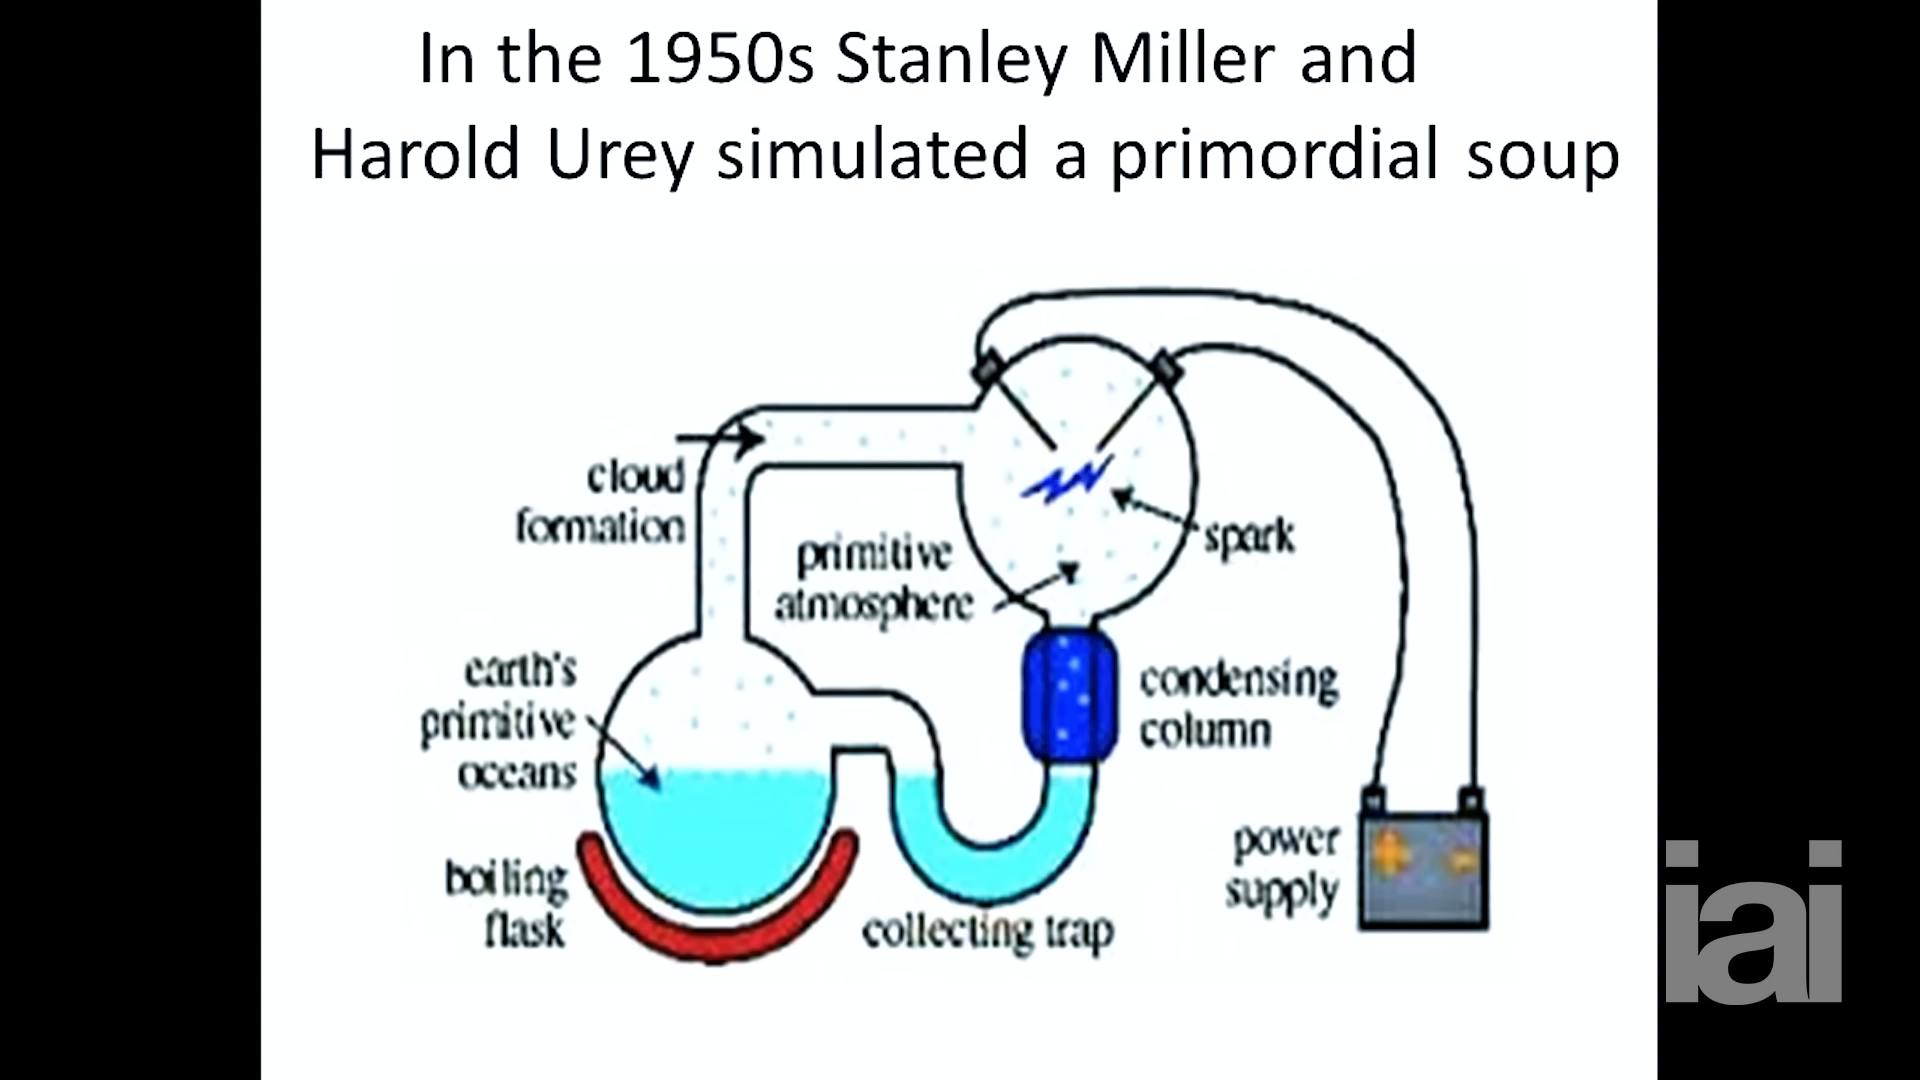 In the 1950s Stanley Miller and
Harold Urey simulated a primordial soup
cloud
formation
primitive
atmosphere
spark
earth's
primitive
oceans
condensing
column
boiling
flask
collecting trap
power
supply
+ -
iai